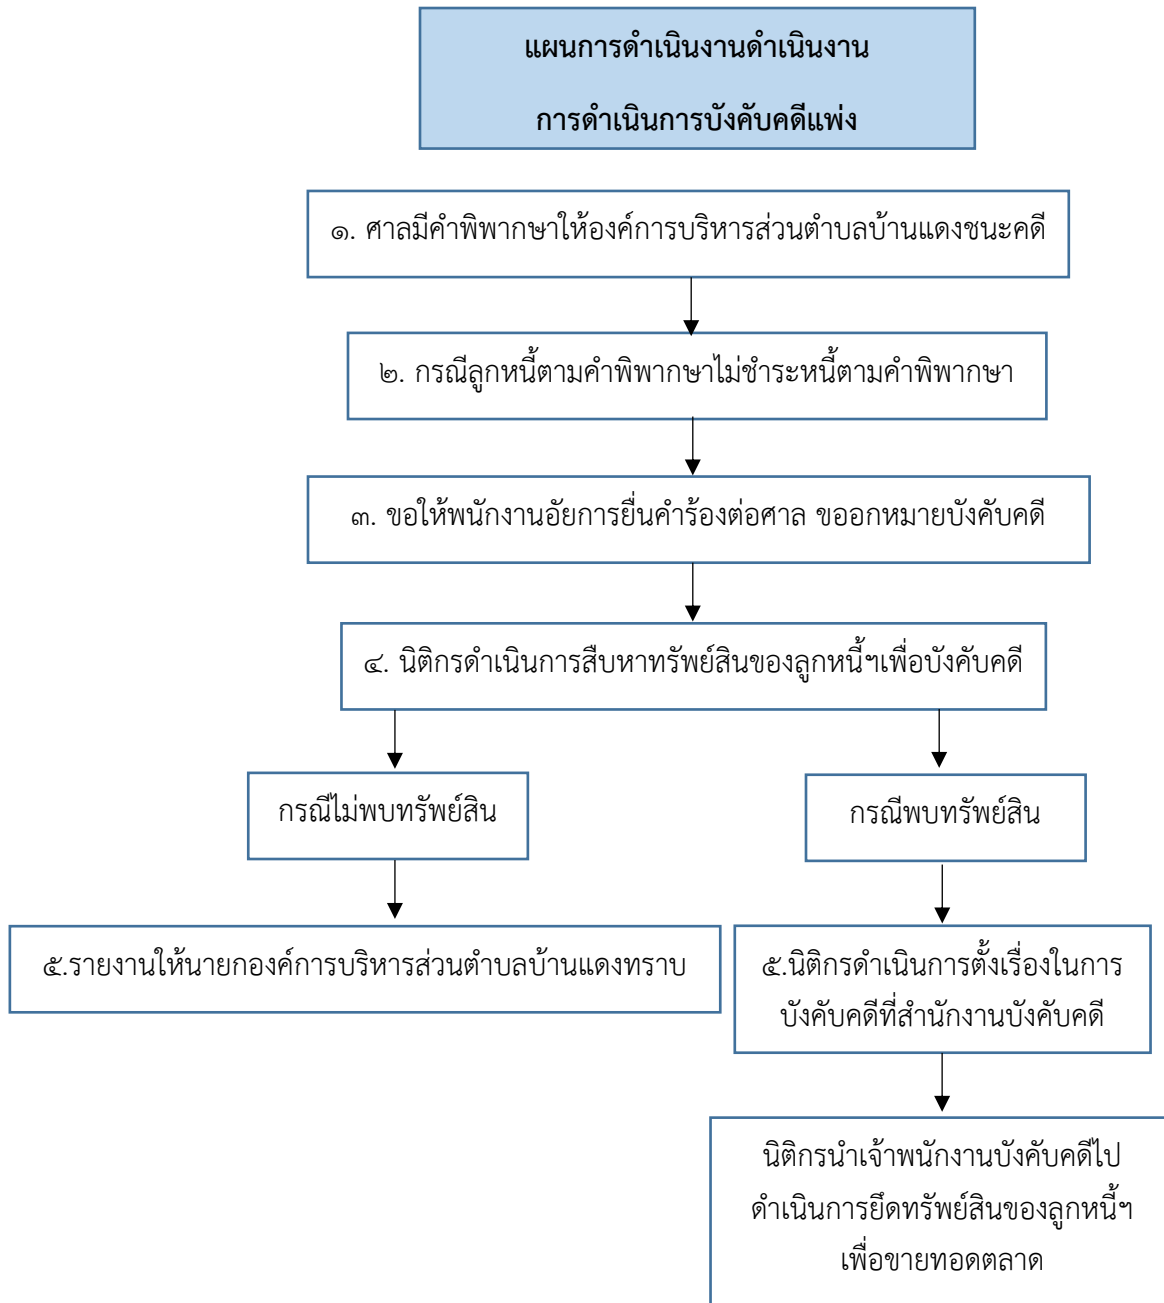 แผนการดำเนินงานดำเนินงาน
การดำเนินการบังคับคดีแพ่ง
๑. ศาลมีคำพิพากษาให้องค์การบริหารส่วนตำบลบ้านแดงชนะคดี
๒. กรณีลูกหนี้ตามคำพิพากษาไม่ชำระหนี้ตามคำพิพากษา
๓. ขอให้พนักงานอัยการยื่นคำร้องต่อศาล ขอออกหมายบังคับคดี
๔. นิติกรดำเนินการสืบหาทรัพย์สินของลูกหนี้ฯเพื่อบังคับคดี
กรณีไม่พบทรัพย์สิน
กรณีพบทรัพย์สิน
๕.รายงานให้นายกองค์การบริหารส่วนตำบลบ้านแดงทราบ
๕.นิติกรดำเนินการตั้งเรื่องในการ
บังคับคดีที่สำนักงานบังคับคดี
นิติกรนำเจ้าพนักงานบังคับคดีไป
ดำเนินการยึดทรัพย์สินของลูกหนี้ฯ
เพื่อขายทอดตลาด